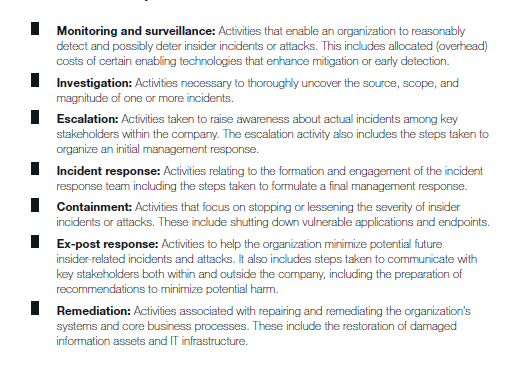 Monitoring and surveillance: Activities that enable an organization to reasonably
detect and possibly deter insider incidents or attacks. This includes allocated (overhead)
costs of certain enabling technologies that enhance mitigation or early detection.
Investigation: Activities necessary to thoroughly uncover the source, scope, and
magnitude of one or more incidents.
Escalation: Activities taken to raise awareness about actual incidents among key
stakeholders within the company. The escalation activity also includes the steps taken to
organize an initial management response.
Incident response: Activities relating to the formation and engagement of the incident
response team including the steps taken to formulate a final management response.
Containment: Activities that focus on stopping or lessening the severity of insider
incidents or attacks. These include shutting down vulnerable applications and endpoints.
Ex-post response: Activities to help the organization minimize potential future
insider-related incidents and attacks. It also includes steps taken to communicate with
key stakeholders both within and outside the company, including the preparation of
recommendations to minimize potential harm.
Remediation: Activities associated with repairing and remediating the organization's
systems and core business processes. These include the restoration of damaged
information assets and IT infrastructure.